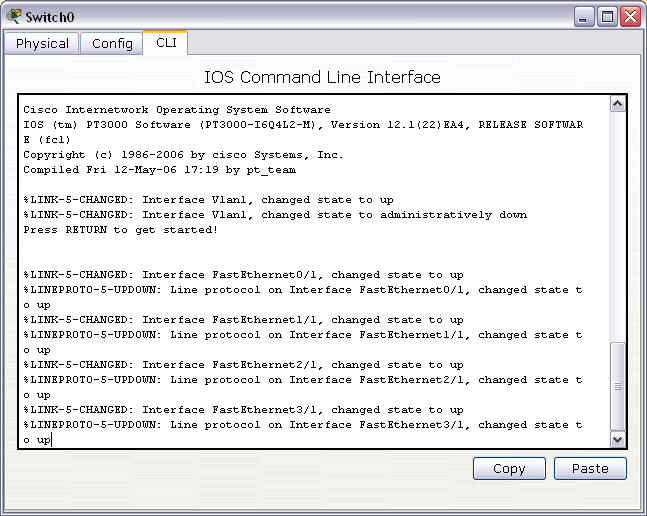 Switch0
Physical
Config
CLI
IOS Command Line Interface
Cisco Internetwork Operating System Software
IOS (tm) PT3000 Software (PT3000-I6Q4L2-M), Version 12.1(22)EA4, RELEASE SOFTWAR
E (fc1)
Copyright (c) 1986-2006 by cisco Systems, Inc.
Compiled Fri 12-May-06 17:19 by pt_team
%LINK-5-CHANGED: Interface Vlan1, changed state to up
%LINK-5-CHANGED: Interface Vlan1, changed state to administratively down
Press RETURN to get started!
%LINK-5-CHANGED: Interface FastEthernet0/1, changed state to up
%LINEPROTO-5-UPDOWN: Line protocol on Interface FastEthernet0/1, changed state t
o up
%LINK-5-CHANGED: Interface FastEthernet1/1, changed state to up
%LINEPROTO-5-UPDOWN: Line protocol on Interface FastEthernet1/1, changed state t
o up
%LINK-5-CHANGED: Interface FastEthernet2/1, changed state to up
%LINEPROTO-5-UPDOWN: Line protocol on Interface FastEthernet2/1, changed state t
o up
%LINK-5-CHANGED: Interface FastEthernet3/1, changed state to up
%LINEPROTO-5-UPDOWN: Line protocol on Interface FastEthernet3/1, changed state t
o up
Copy
Paste